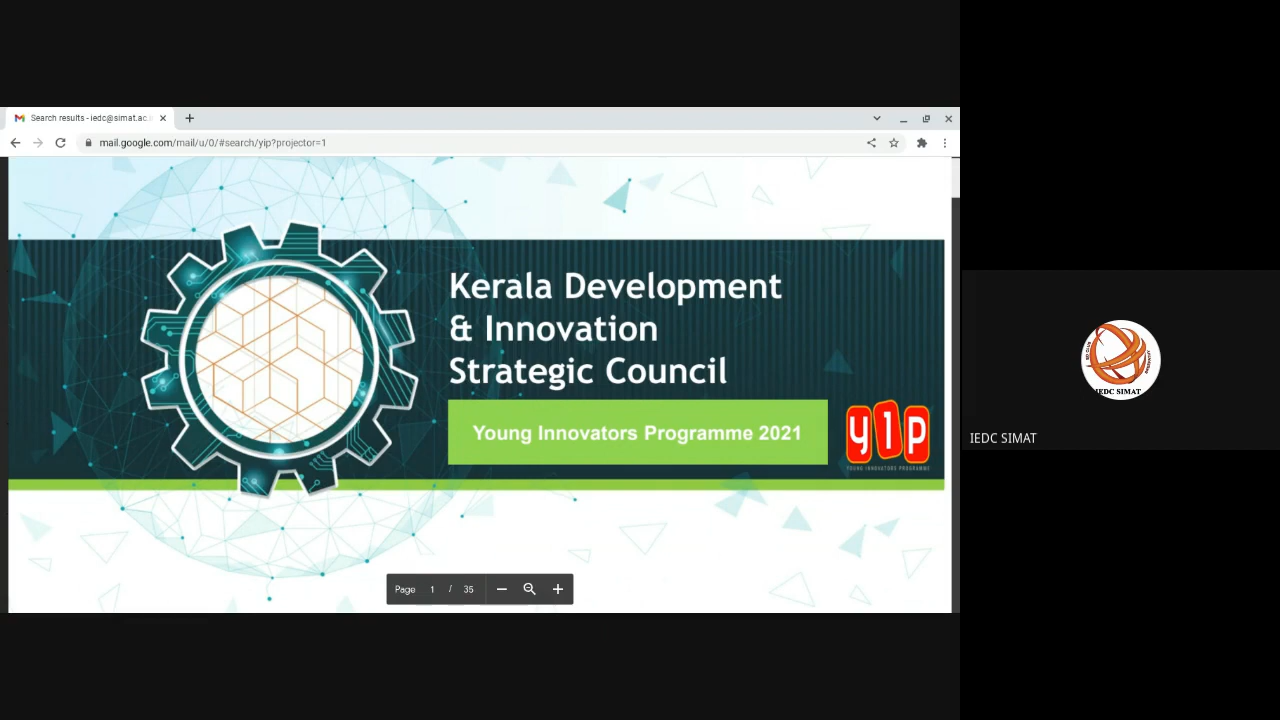 Search results - iedc@simat.ac.i
mail.google.com/mail/u/0/#search/yip?projector=1
Kerala Development
& Innovation
Strategic Council
Young Innovators Programme 2021
yip
YOUNG INNOVATORS PROGRAMME
Page 1 / 35
IEDC SIMAT
IEDC SIMAT